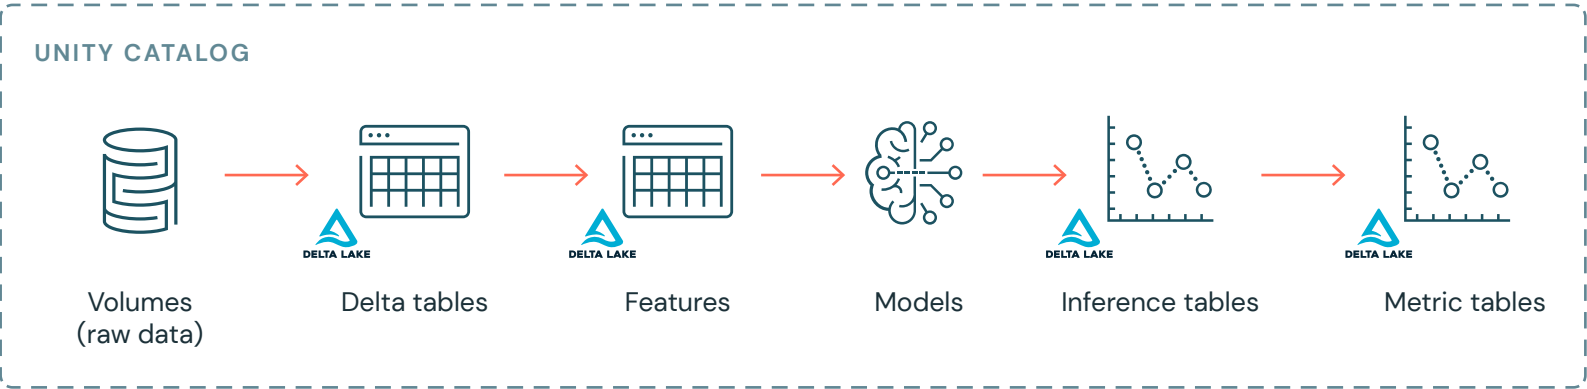 UNITY CATALOG
DELTA LAKE
DELTA LAKE
DELTA LAKE
DELTA LAKE
Volumes
(raw data)
Delta tables
Features
Models
Inference tables
Metric tables